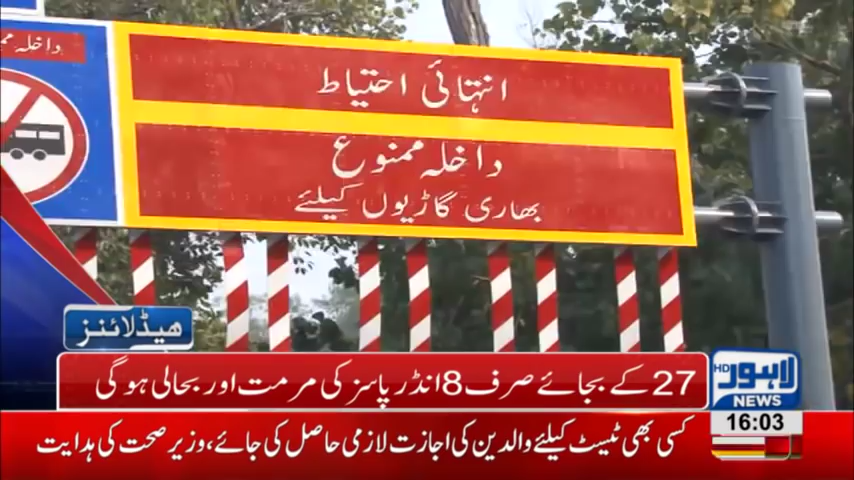 داخلہ
انتہائی احتیاط
داخلہ ممنوع
بھاری گاڑیوں کیلئے
ھیڈلائنز
27 کے بجائے صرف 8 انڈر پاسز کی مرمت اور بحالی ہو گی
لاہور HD
NEWS
16:03
کسی بھی ٹیسٹ کیلئے والدین کی اجازت لازمی حاصل کی جائے، وزیر صحت کی ہدایت